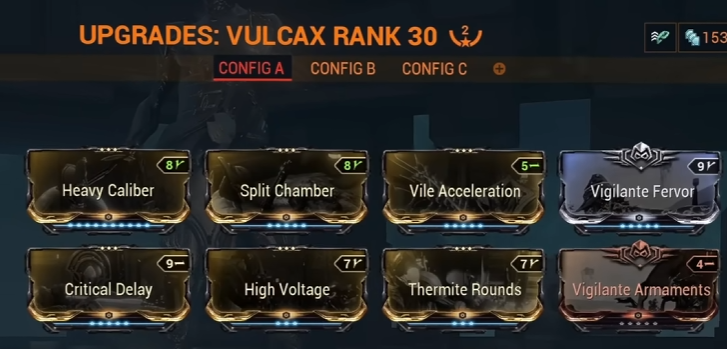 UPGRADES: VULCAX RANK 30 2
153
CONFIG A CONFIG B CONFIG C
8 8 5 9
Heavy Caliber Split Chamber Vile Acceleration Vigilante Fervor
9 7 7 4
Critical Delay High Voltage Thermite Rounds Vigilante Armaments